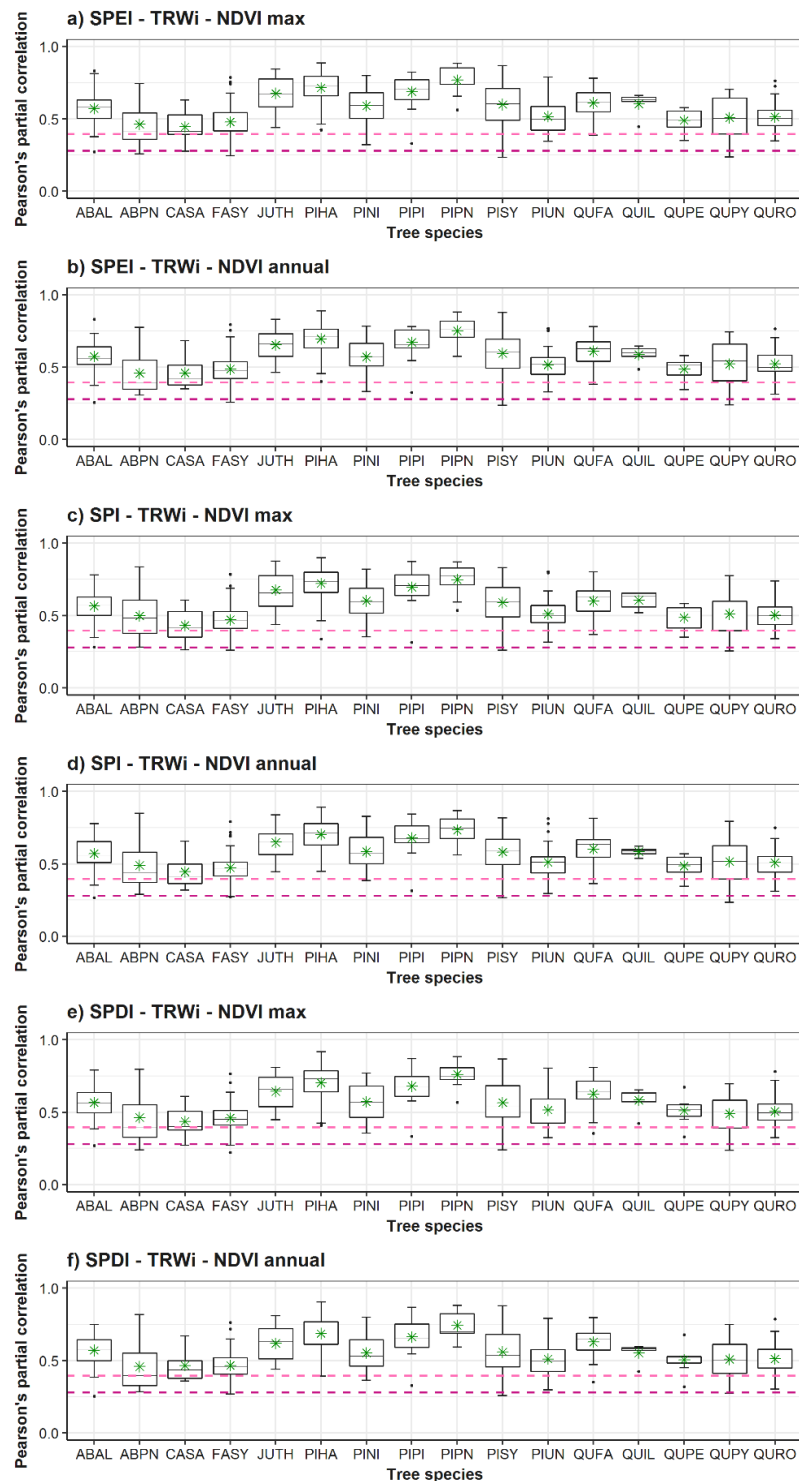 a) SPEI - TRWi - NDVI max
Pearson's partial correlation
1.0
0.5
0.0
ABAL ABPN CASA FASY JUTH PIHA PINI PIPI PIPN PISY PIUN QUFA QUIL QUPE QUPY QURO
Tree species
b) SPEI - TRWi - NDVI annual
Pearson's partial correlation
1.0
0.5
0.0
ABAL ABPN CASA FASY JUTH PIHA PINI PIPI PIPN PISY PIUN QUFA QUIL QUPE QUPY QURO
Tree species
c) SPI - TRWi - NDVI max
Pearson's partial correlation
1.0
0.5
0.0
ABAL ABPN CASA FASY JUTH PIHA PINI PIPI PIPN PISY PIUN QUFA QUIL QUPE QUPY QURO
Tree species
d) SPI - TRWi - NDVI annual
Pearson's partial correlation
1.0
0.5
0.0
ABAL ABPN CASA FASY JUTH PIHA PINI PIPI PIPN PISY PIUN QUFA QUIL QUPE QUPY QURO
Tree species
e) SPDI - TRWi - NDVI max
Pearson's partial correlation
1.0
0.5
0.0
ABAL ABPN CASA FASY JUTH PIHA PINI PIPI PIPN PISY PIUN QUFA QUIL QUPE QUPY QURO
Tree species
f) SPDI - TRWi - NDVI annual
Pearson's partial correlation
1.0
0.5
0.0
ABAL ABPN CASA FASY JUTH PIHA PINI PIPI PIPN PISY PIUN QUFA QUIL QUPE QUPY QURO
Tree species